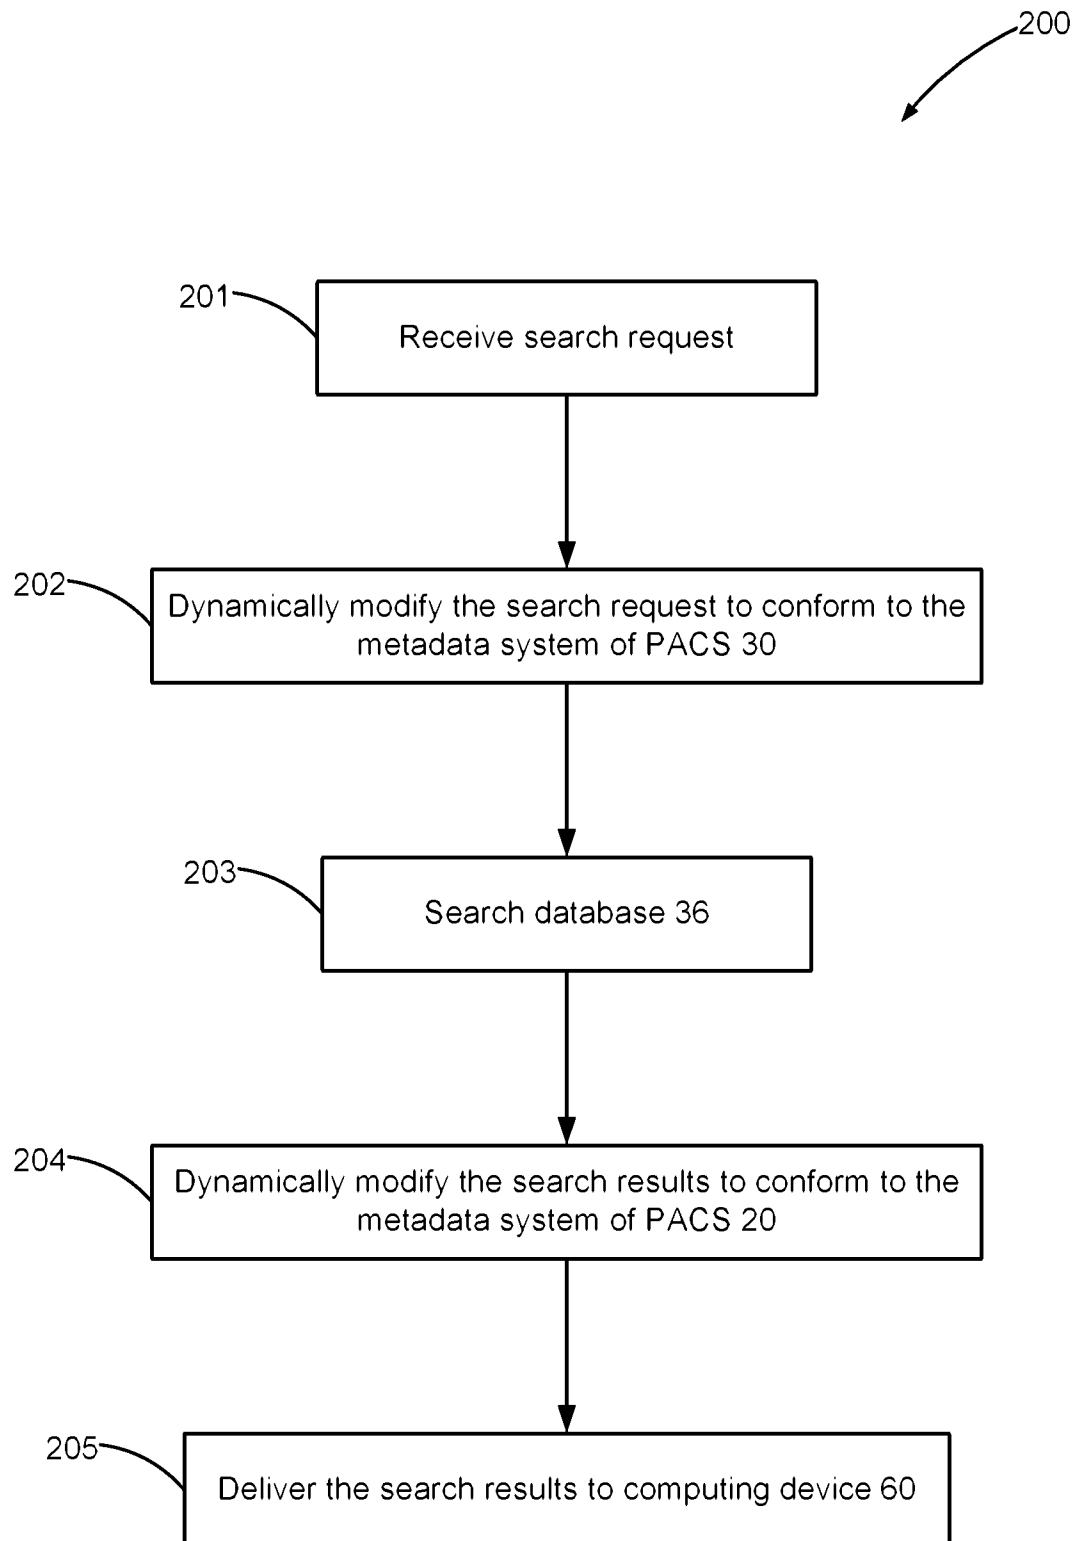 200
201
Receive search request
202
Dynamically modify the search request to conform to the
metadata system of PACS 30
203
Search database 36
204
Dynamically modify the search results to conform to the
metadata system of PACS 20
205
Deliver the search results to computing device 60